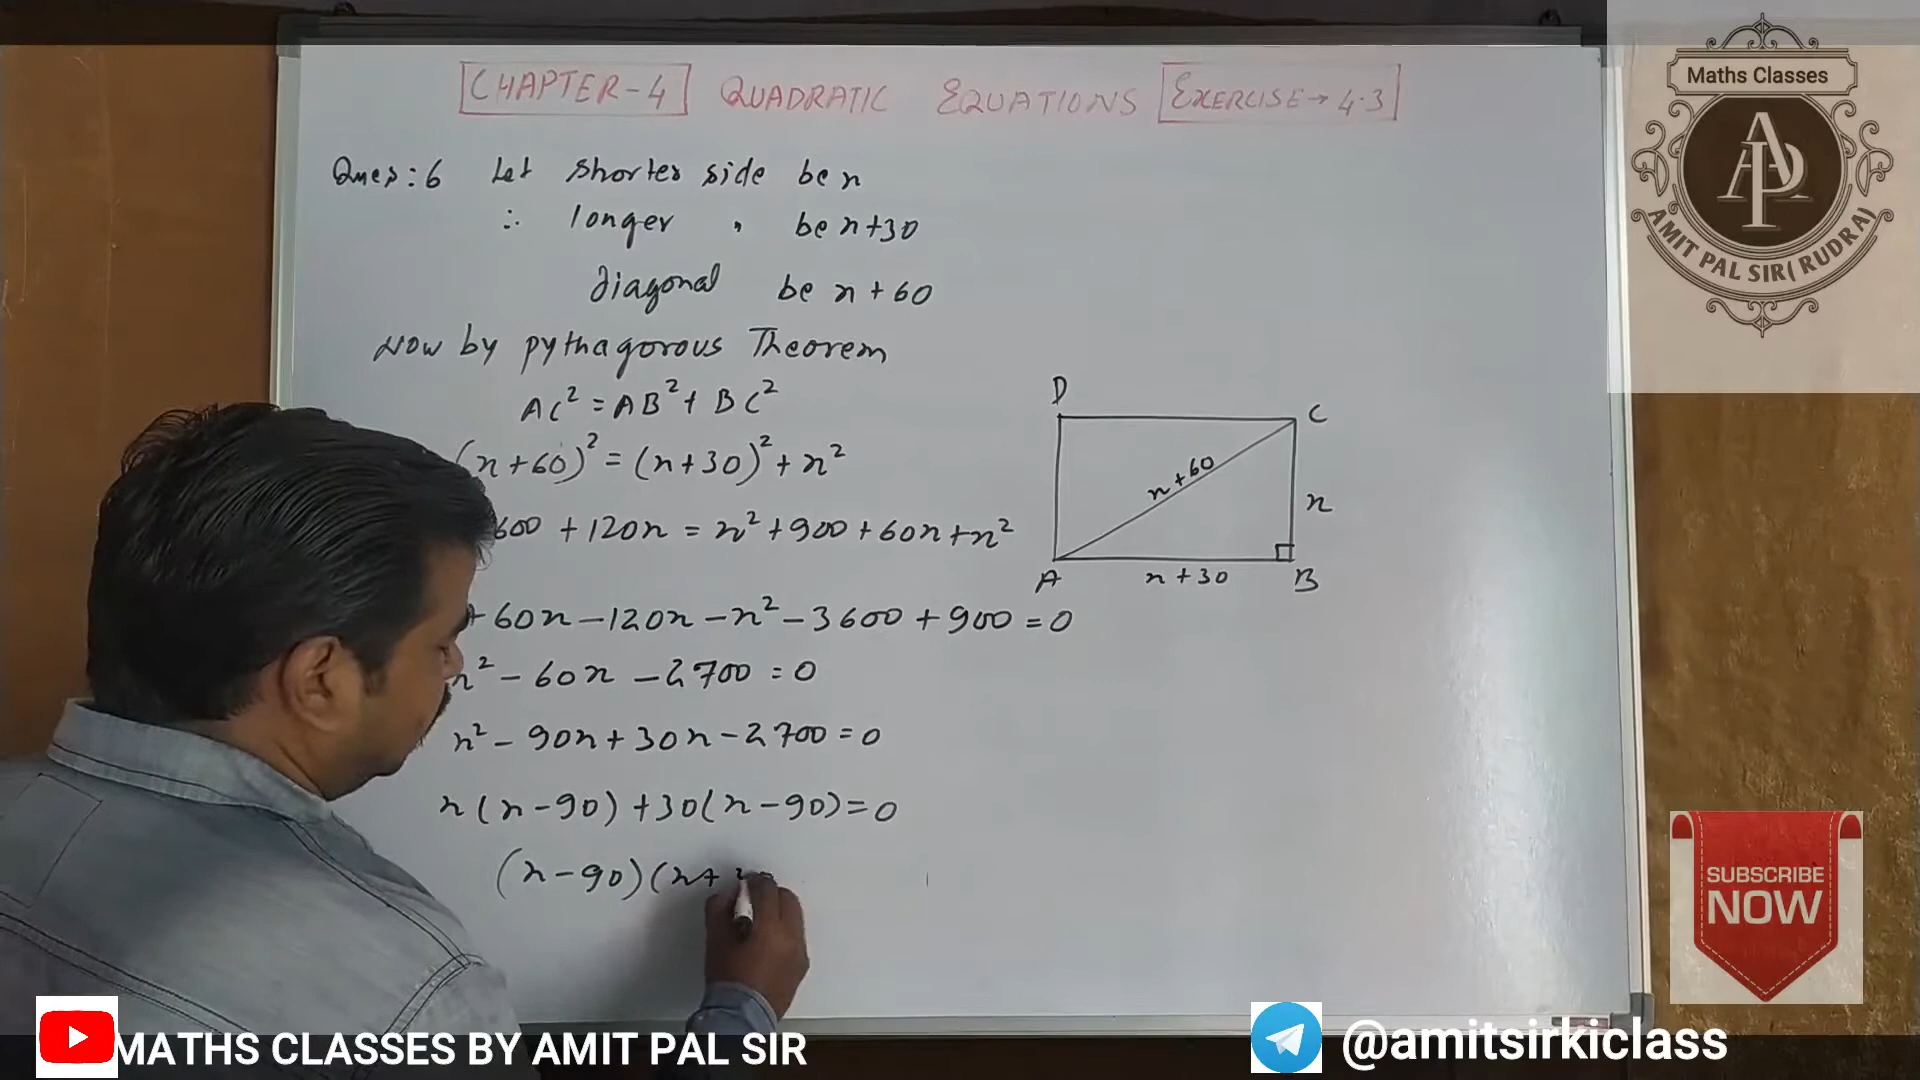 CHAPTER-4 QUADRATIC EQUATIONS EXERCISE → 4.3
Ques:6 Let shorter side be x
∴ longer " be x+30
diagonal be x+60
Now by pythagorous Theorem
AC² = AB² + BC²
(x+60)² = (x+30)² + x²
600 + 120x = x² + 900 + 60x + x²
+ 60x - 120x - x² - 3600 + 900 = 0
x² - 60x - 2700 = 0
x² - 90x + 30x - 2700 = 0
x(x-90) + 30(x-90) = 0
(x-90)(x+3
D
C
x+60
x
A
x+30
B
Maths Classes
AP
AMIT PAL SIR( RUDRA)
SUBSCRIBE
NOW
MATHS CLASSES BY AMIT PAL SIR
@amitsirkiclass